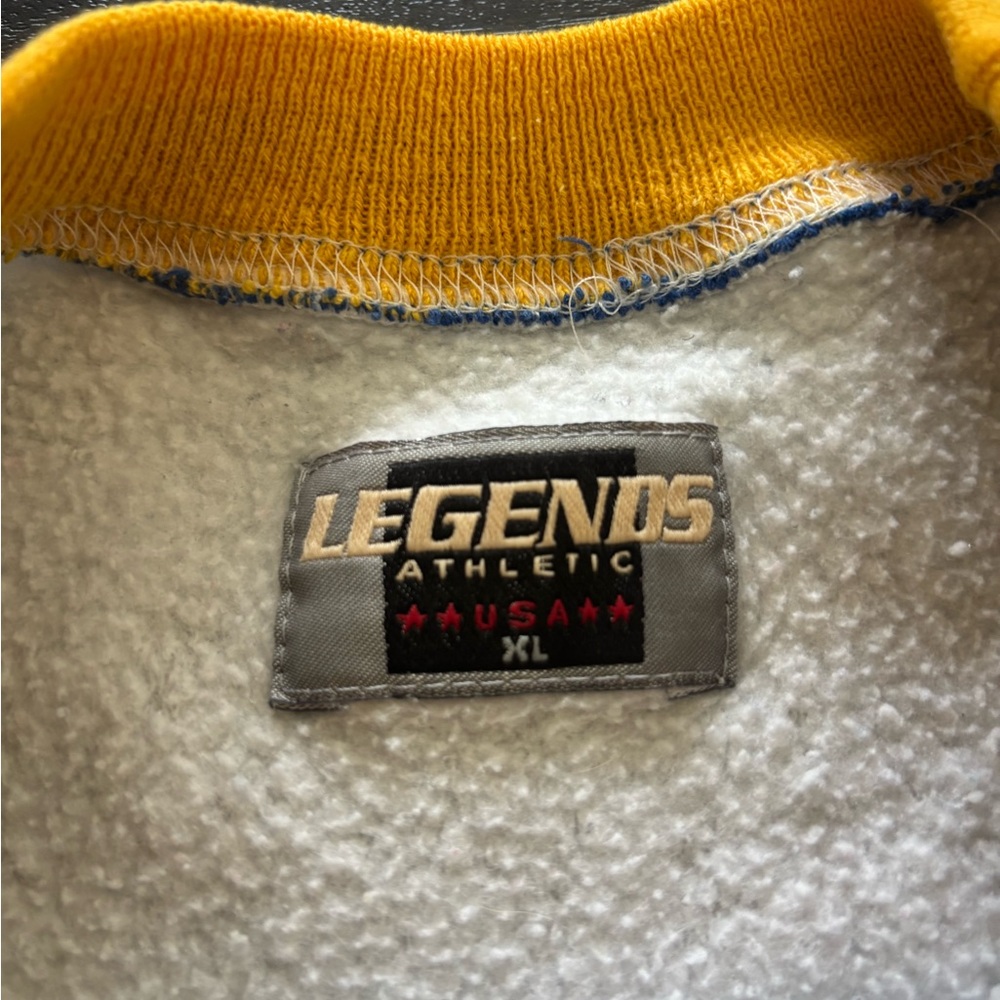 LEGENDS
ATHLETIC
★★USA★★
XL